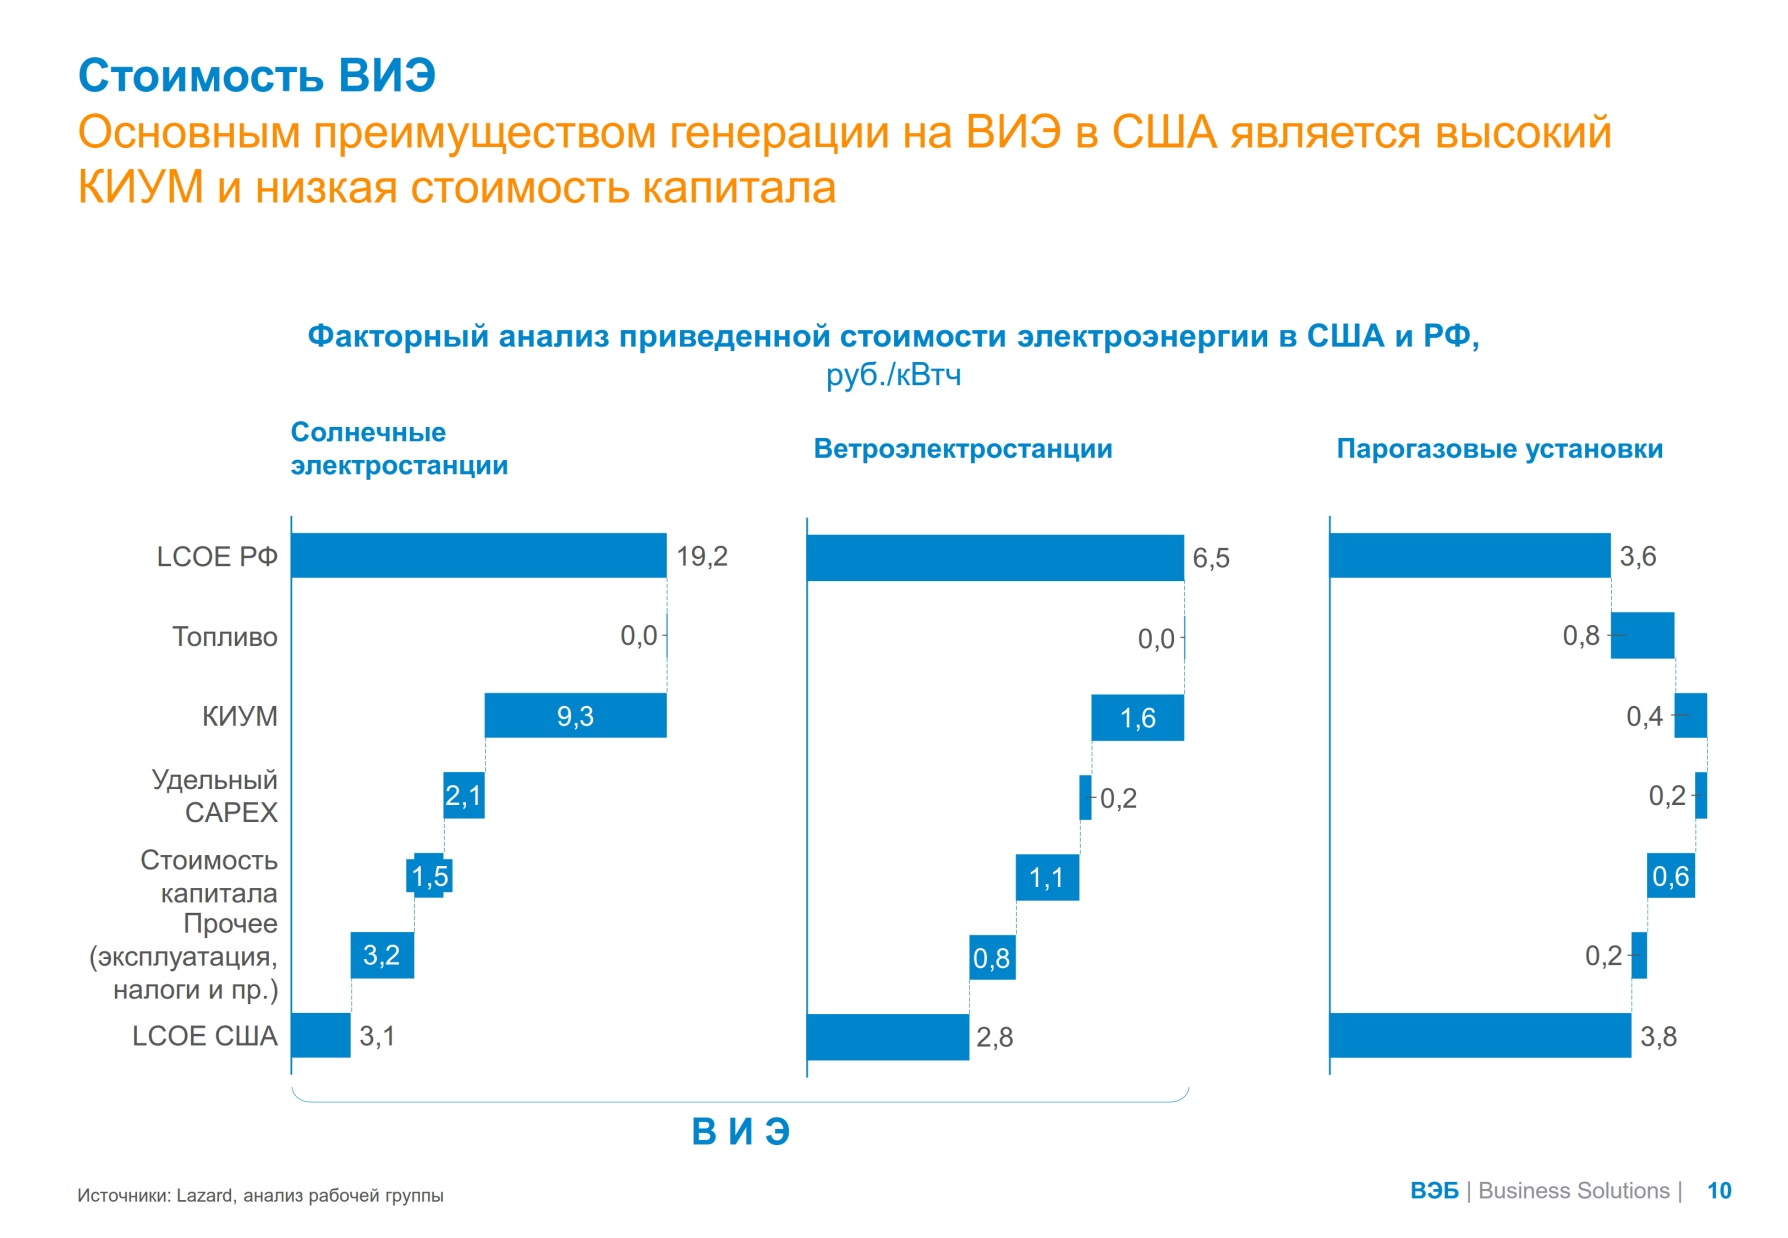 Стоимость ВИЭ
Основным преимуществом генерации на ВИЭ в США является высокий
КИУМ и низкая стоимость капитала
Факторный анализ приведенной стоимости электроэнергии в США и РФ,
руб./кВтч
Солнечные
электростанции
Ветроэлектростанции
Парогазовые установки
LCOE РФ
19,2
6,5
3,6
Топливо
0,0
0,0
0,8
КИУМ
9,3
1,6
0,4
Удельный
CAPEX
2,1
0,2
0,2
Стоимость
капитала
1,5
1,1
0,6
Прочее
(эксплуатация,
налоги и пр.)
3,2
0,8
0,2
LCOE США
3,1
2,8
3,8
В И Э
Источники: Lazard, анализ рабочей группы
ВЭБ | Business Solutions | 10